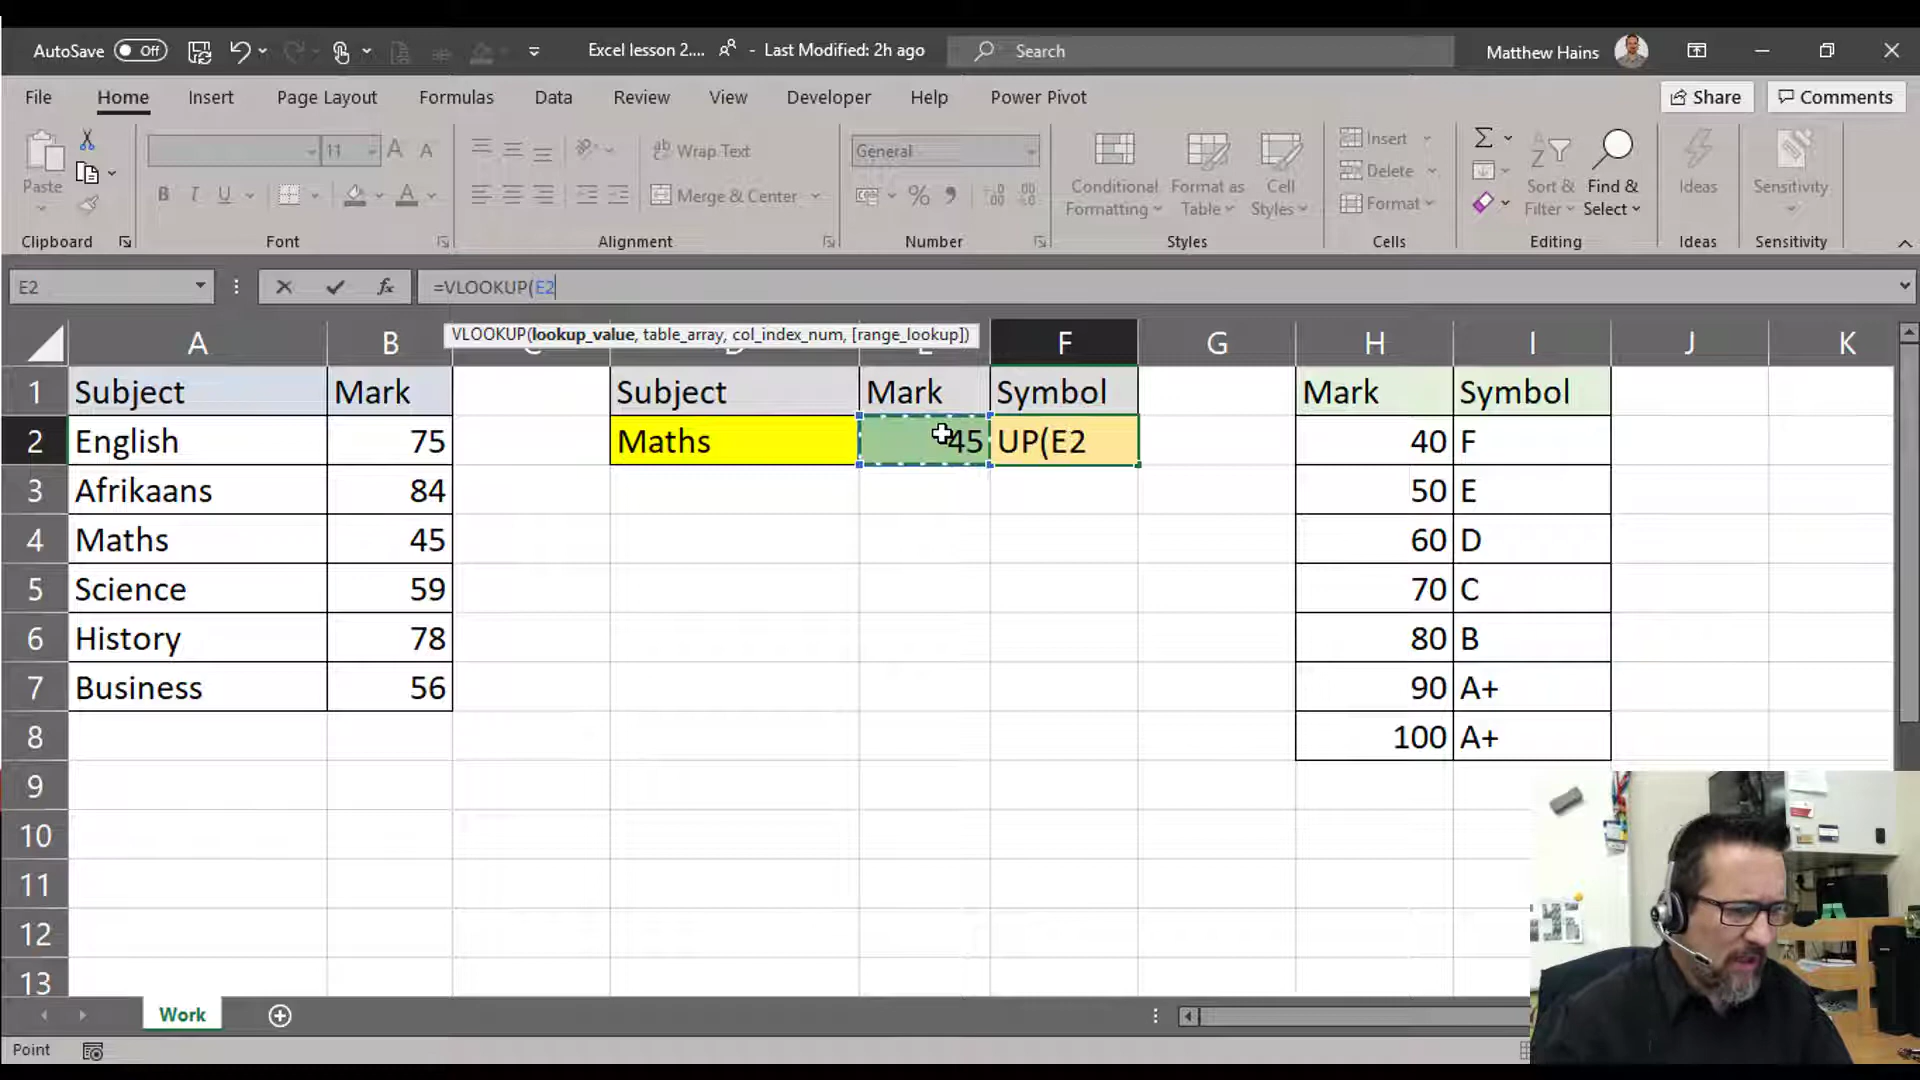 AutoSave Off Excel lesson 2.... - Last Modified: 2h ago Search Matthew Hains
File Home Insert Page Layout Formulas Data Review View Developer Help Power Pivot Share Comments
Paste
Clipboard
11
B I U
A A
A
Font
ab Wrap Text
Merge & Center
Alignment
General
% 9
Number
Conditional Formatting
Format as Table
Cell Styles
Styles
Insert
Delete
Format
Cells
Σ
Sort & Filter
Find & Select
Editing
Ideas
Ideas
Sensitivity
Sensitivity
E2 fx =VLOOKUP(E2
VLOOKUP(lookup_value, table_array, col_index_num, [range_lookup])
A B F G H I J K
1 Subject Mark Subject Mark Symbol Mark Symbol
2 English 75 Maths 45 UP(E2 40 F
3 Afrikaans 84 50 E
4 Maths 45 60 D
5 Science 59 70 C
6 History 78 80 B
7 Business 56 90 A+
8 100 A+
9
10
11
12
13
Work
Point